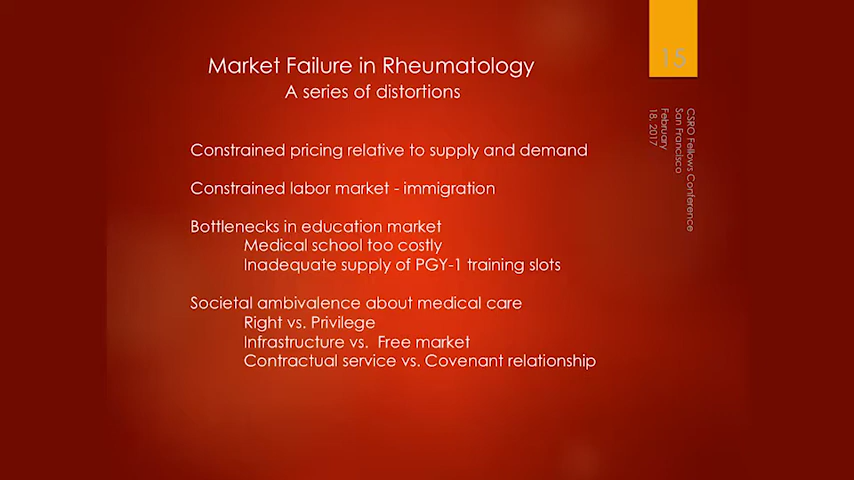 Market Failure in Rheumatology
A series of distortions
15
CSRO Fellows Conference
San Francisco
February
18, 2017
Constrained pricing relative to supply and demand
Constrained labor market - immigration
Bottlenecks in education market
Medical school too costly
Inadequate supply of PGY-1 training slots
Societal ambivalence about medical care
Right vs. Privilege
Infrastructure vs. Free market
Contractual service vs. Covenant relationship